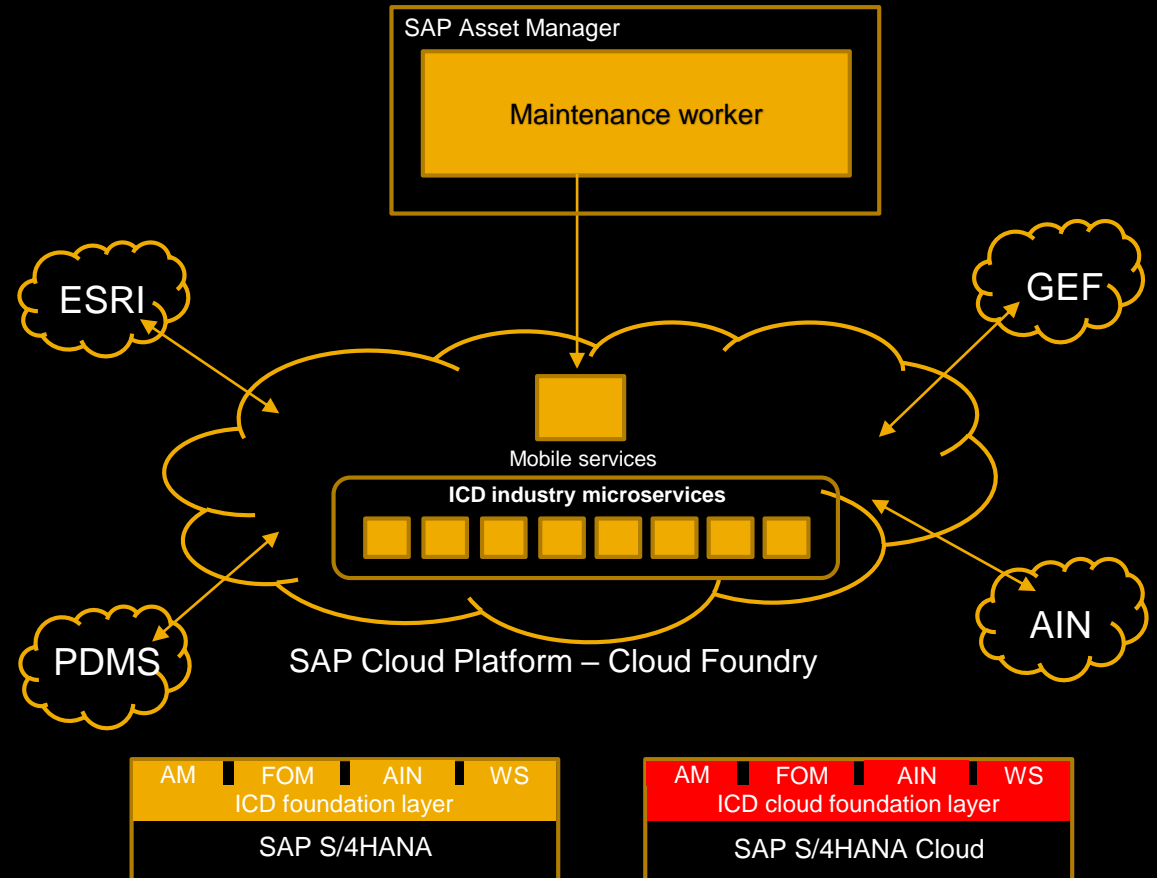 SAP Asset Manager
Maintenance worker
ESRI
GEF
Mobile services
ICD industry microservices
PDMS
AIN
SAP Cloud Platform – Cloud Foundry
AM FOM AIN WS
ICD foundation layer
SAP S/4HANA
AM FOM AIN WS
ICD cloud foundation layer
SAP S/4HANA Cloud